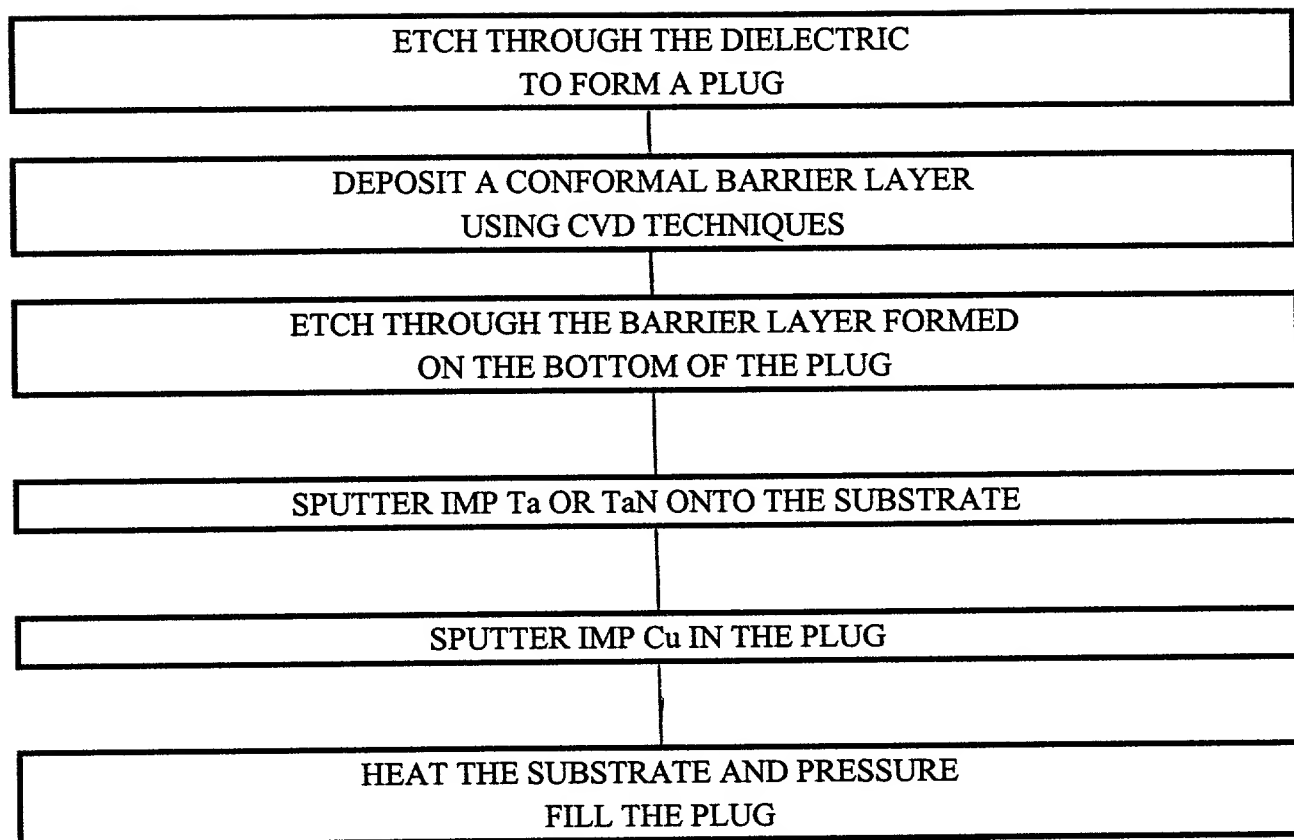 ETCH THROUGH THE DIELECTRIC
TO FORM A PLUG
DEPOSIT A CONFORMAL BARRIER LAYER
USING CVD TECHNIQUES
ETCH THROUGH THE BARRIER LAYER FORMED
ON THE BOTTOM OF THE PLUG
SPUTTER IMP Ta OR TaN ONTO THE SUBSTRATE
SPUTTER IMP Cu IN THE PLUG
HEAT THE SUBSTRATE AND PRESSURE
FILL THE PLUG